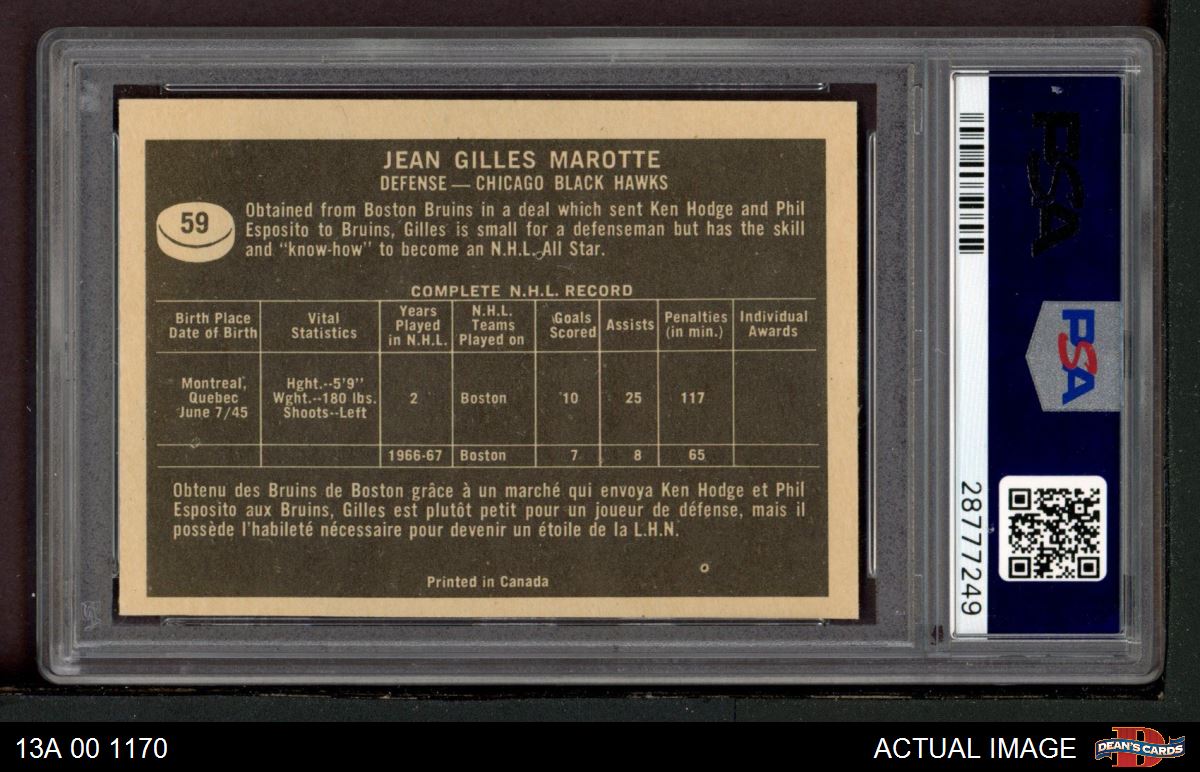 JEAN GILLES MAROTTE
DEFENSE — CHICAGO BLACK HAWKS
59
Obtained from Boston Bruins in a deal which sent Ken Hodge and Phil
Esposito to Bruins, Gilles is small for a defenseman but has the skill
and "know-how" to become an N.H.L. All Star.
COMPLETE N.H.L. RECORD
Birth Place
Date of Birth
Vital
Statistics
Years
Played
in N.H.L.
N.H.L.
Teams
Played on
Goals
Scored
Assists
Penalties
(in min.)
Individual
Awards
Montreal,
Quebec
June 7/45
Hght.--5'9"
Wght.--180 lbs.
Shoots--Left
2
Boston
10
25
117
1966-67
Boston
7
8
65
Obtenu des Bruins de Boston grâce à un marché qui envoya Ken Hodge et Phil
Esposito aux Bruins, Gilles est plutôt petit pour un joueur de défense, mais il
possède l'habileté nécessaire pour devenir un étoile de la L.H.N.
Printed in Canada
PSA
PSA
28777249
13A 00 1170
ACTUAL IMAGE
DEAN'S CARDS